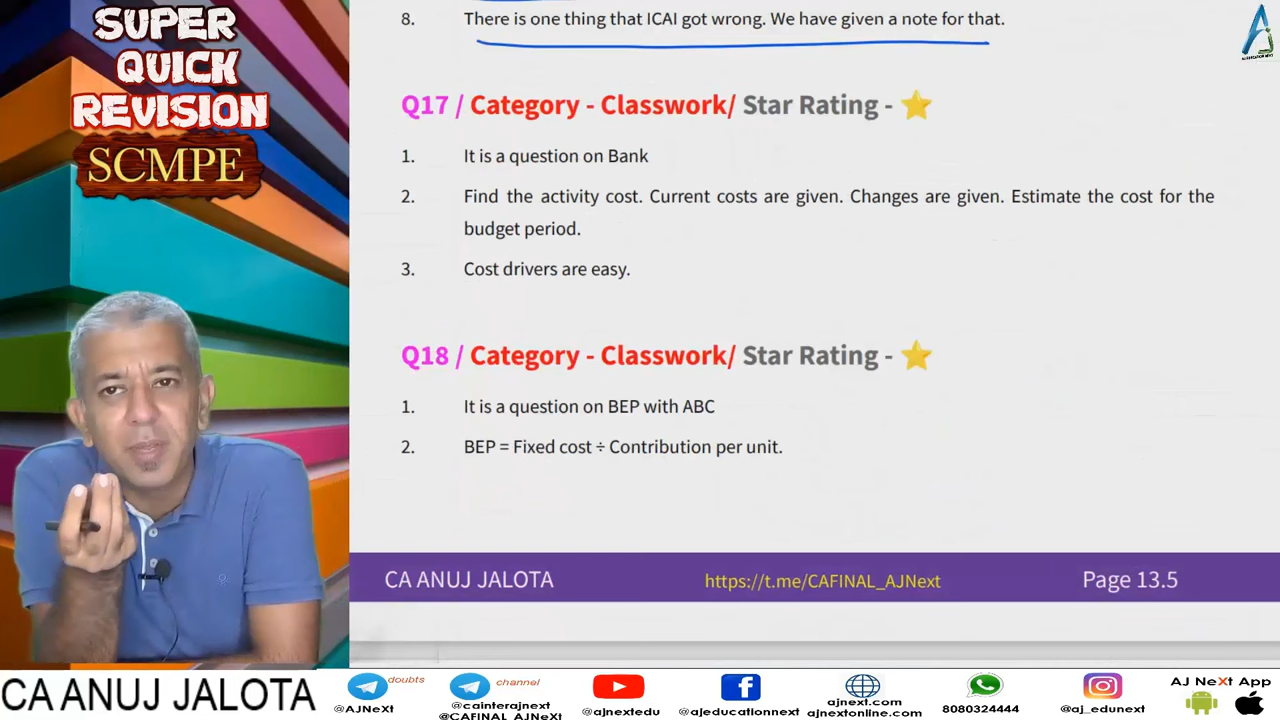 SUPER
QUICK
REVISION
SCMPE
8. There is one thing that ICAI got wrong. We have given a note for that.
Q17 / Category - Classwork/ Star Rating - ⭐
1. It is a question on Bank
2. Find the activity cost. Current costs are given. Changes are given. Estimate the cost for the
budget period.
3. Cost drivers are easy.
Q18 / Category - Classwork/ Star Rating - ⭐
1. It is a question on BEP with ABC
2. BEP = Fixed cost ÷ Contribution per unit.
CA ANUJ JALOTA https://t.me/CAFINAL_AJNext Page 13.5
CA ANUJ JALOTA
doubts
@AJNeXt
channel
@cainterajnext
@CAFINAL_AJNeXt
@ajnextedu
@ajeducationnext
ajnext.com
ajnextonline.com
8080324444
@aj_edunext
AJ NeXt App